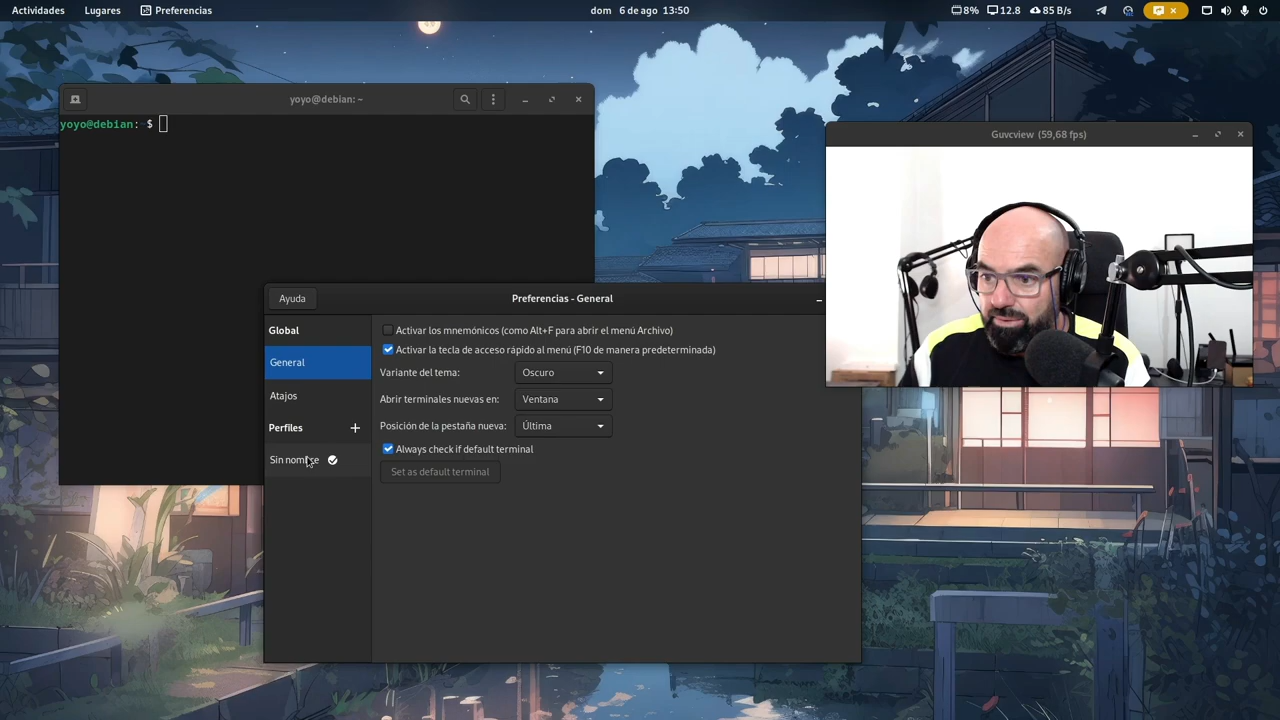 Actividades Lugares Preferencias dom 6 de ago 13:50 8% 12.8 85 B/s
yoyo@debian: ~
yoyo@debian: $
Guvcview (59,68 fps)
Ayuda Preferencias - General
Global
General
Atajos
Perfiles
Sin nombre
Activar los mnemónicos (como Alt+F para abrir el menú Archivo)
Activar la tecla de acceso rápido al menú (F10 de manera predeterminada)
Variante del tema: Oscuro
Abrir terminales nuevas en: Ventana
Posición de la pestaña nueva: Última
Always check if default terminal
Set as default terminal